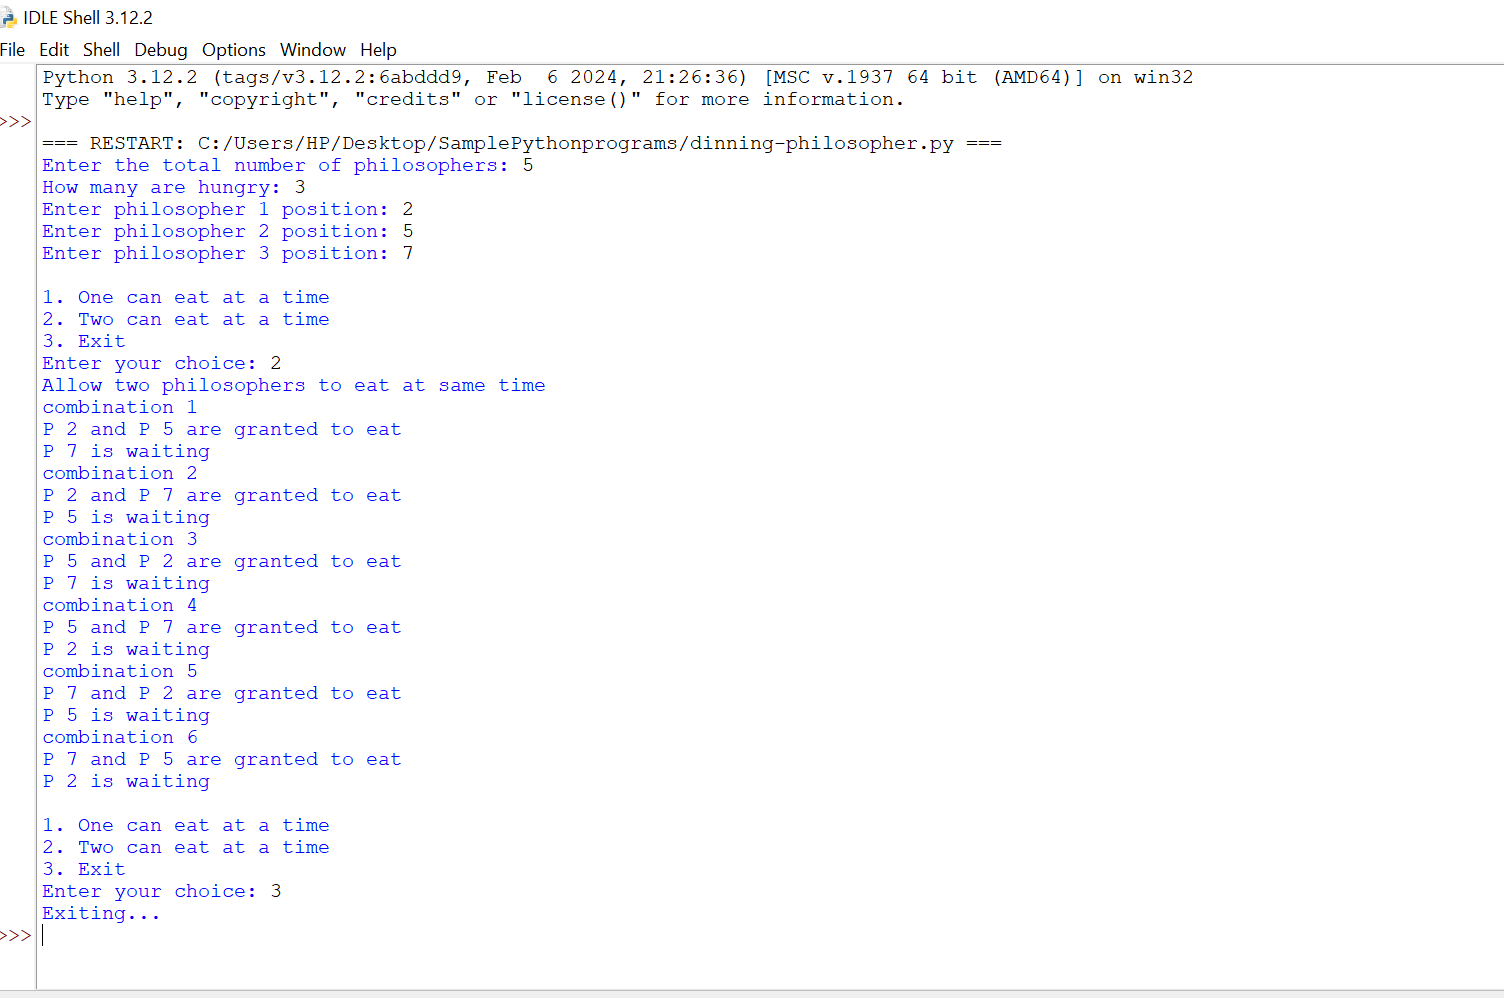 IDLE Shell 3.12.2
File Edit Shell Debug Options Window Help
Python 3.12.2 (tags/v3.12.2:6abddd9, Feb  6 2024, 21:26:36) [MSC v.1937 64 bit (AMD64)] on win32
Type "help", "copyright", "credits" or "license()" for more information.
>>>
=== RESTART: C:/Users/HP/Desktop/SamplePythonprograms/dinning-philosopher.py ===
Enter the total number of philosophers: 5
How many are hungry: 3
Enter philosopher 1 position: 2
Enter philosopher 2 position: 5
Enter philosopher 3 position: 7
1. One can eat at a time
2. Two can eat at a time
3. Exit
Enter your choice: 2
Allow two philosophers to eat at same time
combination 1
P 2 and P 5 are granted to eat
P 7 is waiting
combination 2
P 2 and P 7 are granted to eat
P 5 is waiting
combination 3
P 5 and P 2 are granted to eat
P 7 is waiting
combination 4
P 5 and P 7 are granted to eat
P 2 is waiting
combination 5
P 7 and P 2 are granted to eat
P 5 is waiting
combination 6
P 7 and P 5 are granted to eat
P 2 is waiting
1. One can eat at a time
2. Two can eat at a time
3. Exit
Enter your choice: 3
Exiting...
>>>